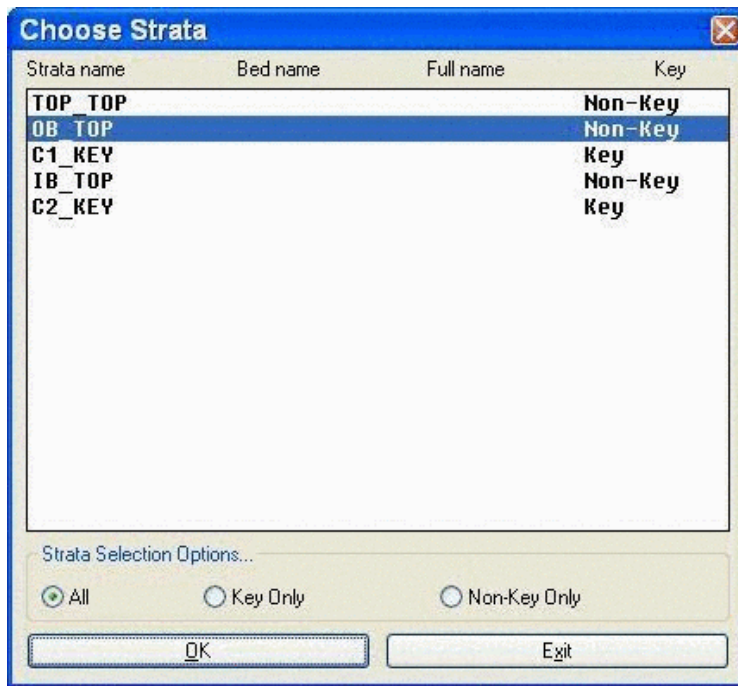 Choose Strata
Strata name Bed name Full name Key
TOP_TOP Non-Key
OB_TOP Non-Key
C1_KEY Key
IB_TOP Non-Key
C2_KEY Key
Strata Selection Options...
All Key Only Non-Key Only
OK Exit